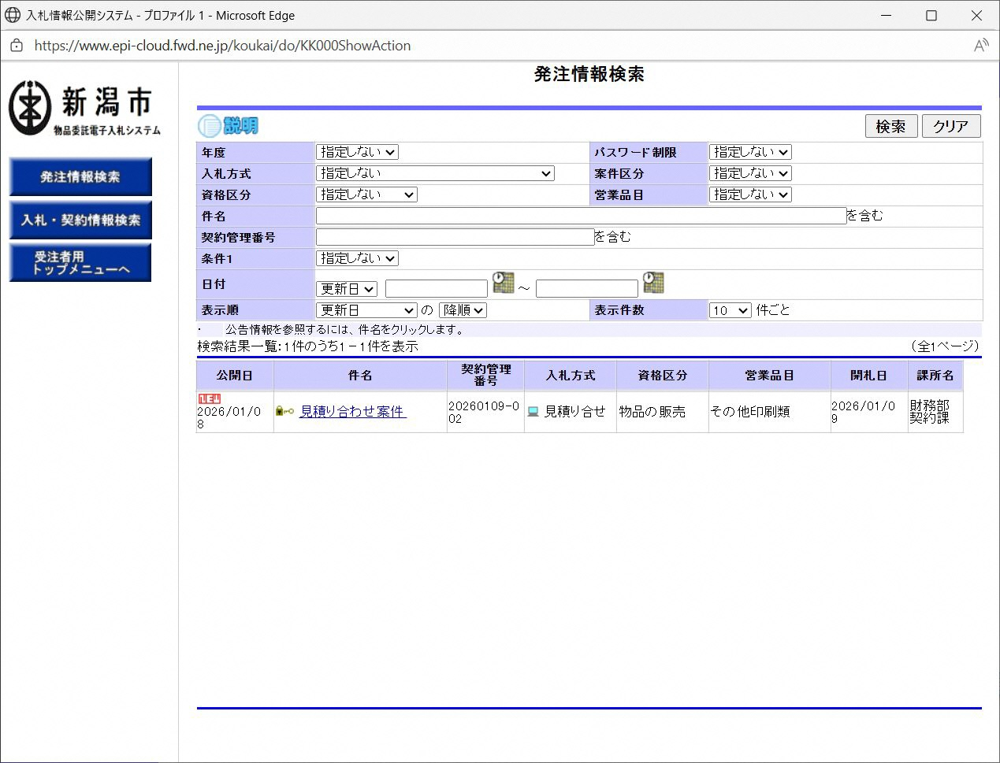 入札情報公開システム - プロファイル 1 - Microsoft Edge
https://www.epi-cloud.fwd.ne.jp/koukai/do/KK000ShowAction
新潟市
物品委託電子入札システム
発注情報検索
入札・契約情報検索
受注者用
トップメニューへ
発注情報検索
説明
検索 クリア
年度 指定しない パスワード制限 指定しない
入札方式 指定しない 案件区分 指定しない
資格区分 指定しない 営業品目 指定しない
件名 を含む
契約管理番号 を含む
条件1 指定しない
日付 更新日 ～
表示順 更新日 の 降順 表示件数 10 件ごと
・ 公告情報を参照するには、件名をクリックします。
検索結果一覧:1件のうち1－1件を表示 （全1ページ）
公開日 件名 契約管理番号 入札方式 資格区分 営業品目 開札日 課所名
NEW
2026/01/08 見積り合わせ案件 20260109-002 見積り合せ 物品の販売 その他印刷類 2026/01/09 財務部契約課